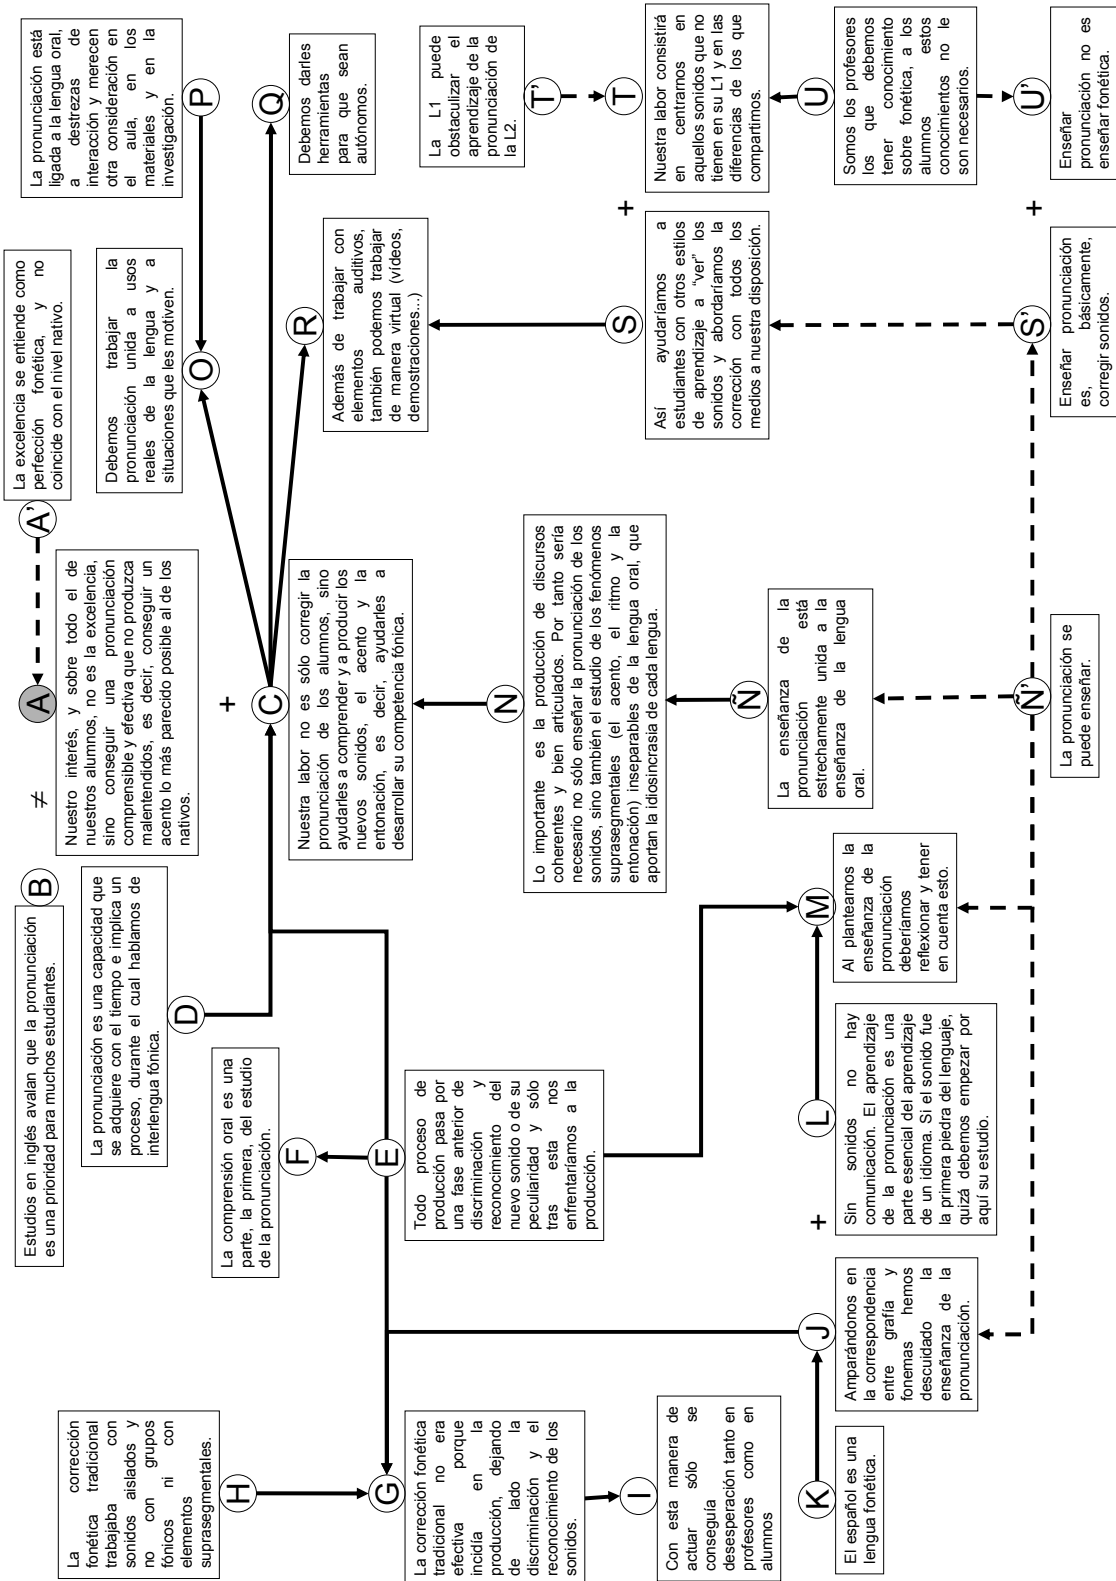 La pronunciación está
ligada a la lengua oral,
a destrezas de
interacción y merecen
otra consideración en
el aula, en los
materiales y en la
investigación.
P
La excelencia se entiende como
perfección fonética, y no
coincide con el nivel nativo.
A'
Debemos trabajar la
pronunciación unida a usos
reales de la lengua y a
situaciones que les motiven.
O
Q
Debemos darles
herramientas
para que sean
autónomos.
Estudios en inglés avalan que la pronunciación
es una prioridad para muchos estudiantes.
B
≠
A
Nuestro interés, y sobre todo el de
nuestros alumnos, no es la excelencia,
sino conseguir una pronunciación
comprensible y efectiva que no produzca
malentendidos, es decir, conseguir un
acento lo más parecido posible al de los
nativos.
La pronunciación es una capacidad que
se adquiere con el tiempo e implica un
proceso, durante el cual hablamos de
interlengua fónica.
D
+
C
Nuestra labor no es sólo corregir la
pronunciación de los alumnos, sino
ayudarles a comprender y a producir los
nuevos sonidos, el acento y la
entonación, es decir, ayudarles a
desarrollar su competencia fónica.
R
Además de trabajar con
elementos auditivos,
también podemos trabajar
de manera virtual (vídeos,
demostraciones...)
La L1 puede
obstaculizar el
aprendizaje de la
pronunciación de
la L2.
T'
La corrección
fonética tradicional
trabajaba con
sonidos aislados y
no con grupos
fónicos ni con
elementos
suprasegmentales.
H
La comprensión oral es una
parte, la primera, del estudio
de la pronunciación.
F
G
La corrección fonética
tradicional no era
efectiva porque
incidía en la
producción, dejando
de lado la
discriminación y el
reconocimiento de los
sonidos.
E
Todo proceso de
producción pasa por
una fase anterior de
discriminación y
reconocimiento del
nuevo sonido o de su
peculiaridad y sólo
tras esta nos
enfrentaríamos a la
producción.
N
Lo importante es la producción de discursos
coherentes y bien articulados. Por tanto sería
necesario no sólo enseñar la pronunciación de los
sonidos, sino también el estudio de los fenómenos
suprasegmentales (el acento, el ritmo y la
entonación) inseparables de la lengua oral, que
aportan la idiosincrasia de cada lengua.
S
Así ayudaríamos a
estudiantes con otros estilos
de aprendizaje a “ver” los
sonidos y abordaríamos la
corrección con todos los
medios a nuestra disposición.
+
T
Nuestra labor consistirá
en centrarnos en
aquellos sonidos que no
tienen en su L1 y en las
diferencias de los que
compartimos.
I
Con esta manera de
actuar sólo se
conseguía
desesperación tanto en
profesores como en
alumnos
Ñ
La enseñanza de la
pronunciación está
estrechamente unida a la
enseñanza de la lengua
oral.
U
Somos los profesores
los que debemos
tener conocimiento
sobre fonética, a los
alumnos estos
conocimientos no le
son necesarios.
K
El español es una
lengua fonética.
J
Amparándonos en
la correspondencia
entre grafía y
fonemas hemos
descuidado la
enseñanza de la
pronunciación.
+
L
Sin sonidos no hay
comunicación. El aprendizaje
de la pronunciación es una
parte esencial del aprendizaje
de un idioma. Si el sonido fue
la primera piedra del lenguaje,
quizá debemos empezar por
aquí su estudio.
M
Al plantearnos la
enseñanza de la
pronunciación
deberíamos
reflexionar y tener
en cuenta esto.
Ñ'
La pronunciación se
puede enseñar.
S'
Enseñar pronunciación
es, básicamente,
corregir sonidos.
+
U'
Enseñar
pronunciación no es
enseñar fonética.